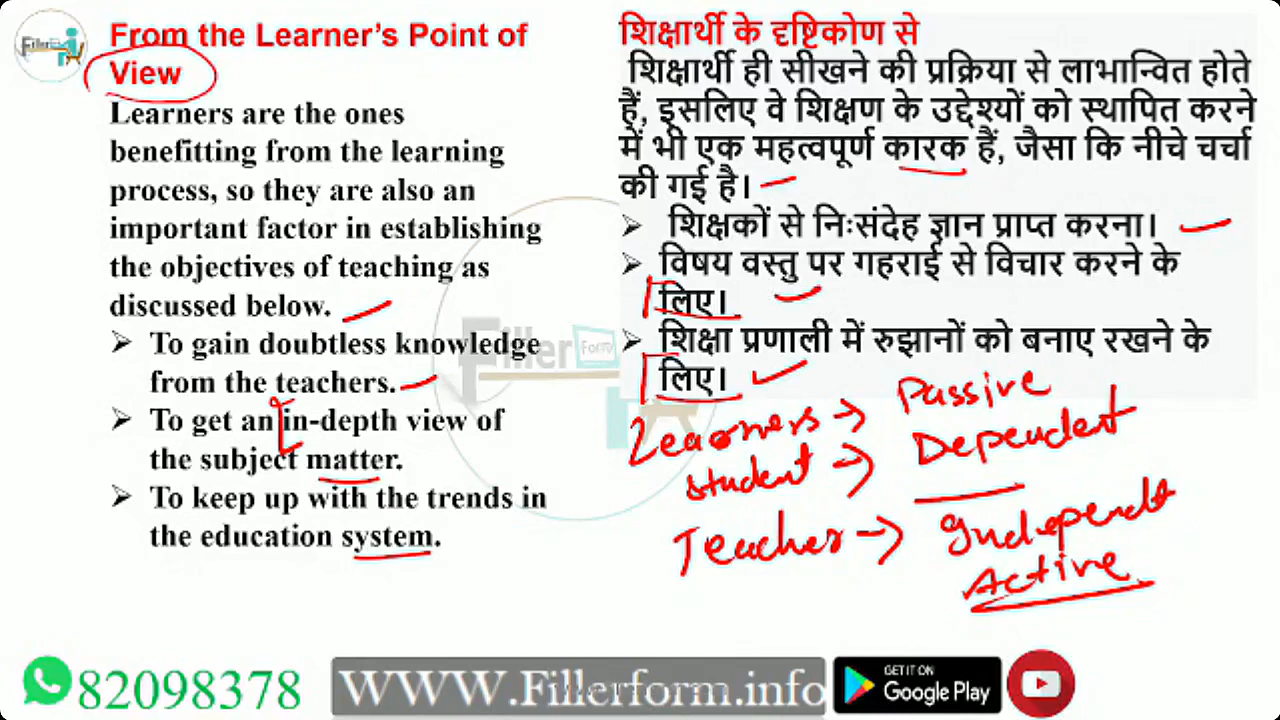 From the Learner's Point of
View
Learners are the ones
benefitting from the learning
process, so they are also an
important factor in establishing
the objectives of teaching as
discussed below.
➢ To gain doubtless knowledge
from the teachers.
➢ To get an in-depth view of
the subject matter.
➢ To keep up with the trends in
the education system.
शिक्षार्थी के दृष्टिकोण से
शिक्षार्थी ही सीखने की प्रक्रिया से लाभान्वित होते
हैं, इसलिए वे शिक्षण के उद्देश्यों को स्थापित करने
में भी एक महत्वपूर्ण कारक हैं, जैसा कि नीचे चर्चा
की गई है।
➢ शिक्षकों से निःसंदेह ज्ञान प्राप्त करना।
➢ विषय वस्तु पर गहराई से विचार करने के
लिए।
➢ शिक्षा प्रणाली में रुझानों को बनाए रखने के
लिए।
Learners → Passive
student → Dependent
Teacher → Independt
Active
Filler Form
82098378
WWW.Fillerform.info
GET IT ON
Google Play